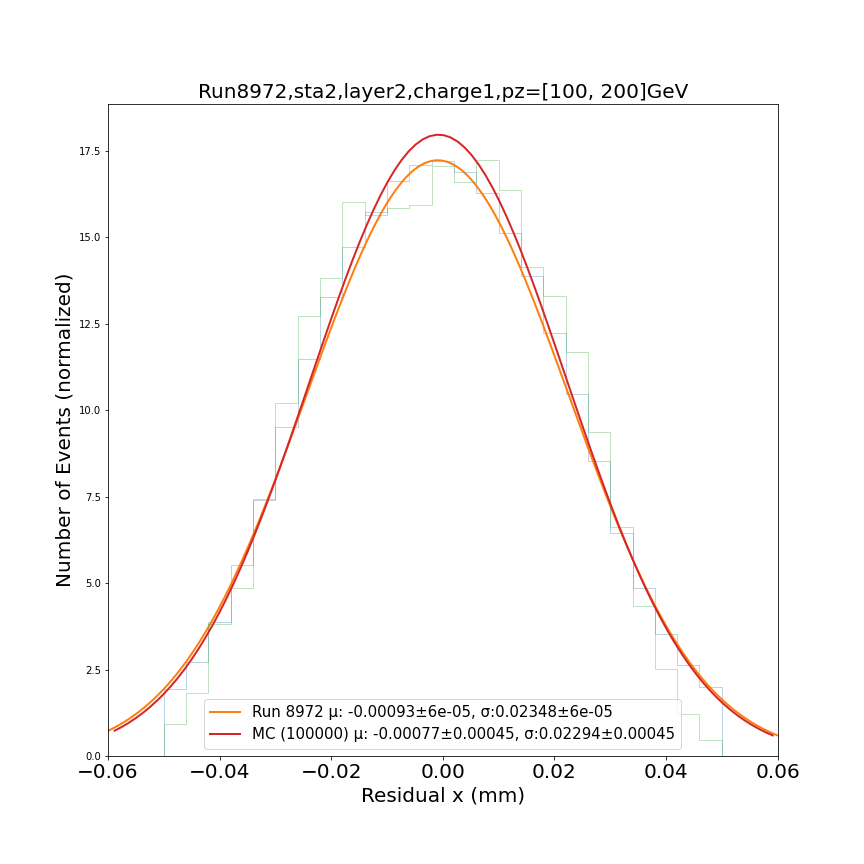 Run8972,sta2,layer2,charge1,pz=[100, 200]GeV
Number of Events (normalized)
17.5
15.0
12.5
10.0
7.5
5.0
2.5
0.0
Run 8972 μ: -0.00093±6e-05, σ:0.02348±6e-05
MC (100000) μ: -0.00077±0.00045, σ:0.02294±0.00045
−0.06 −0.04 −0.02 0.00 0.02 0.04 0.06
Residual x (mm)